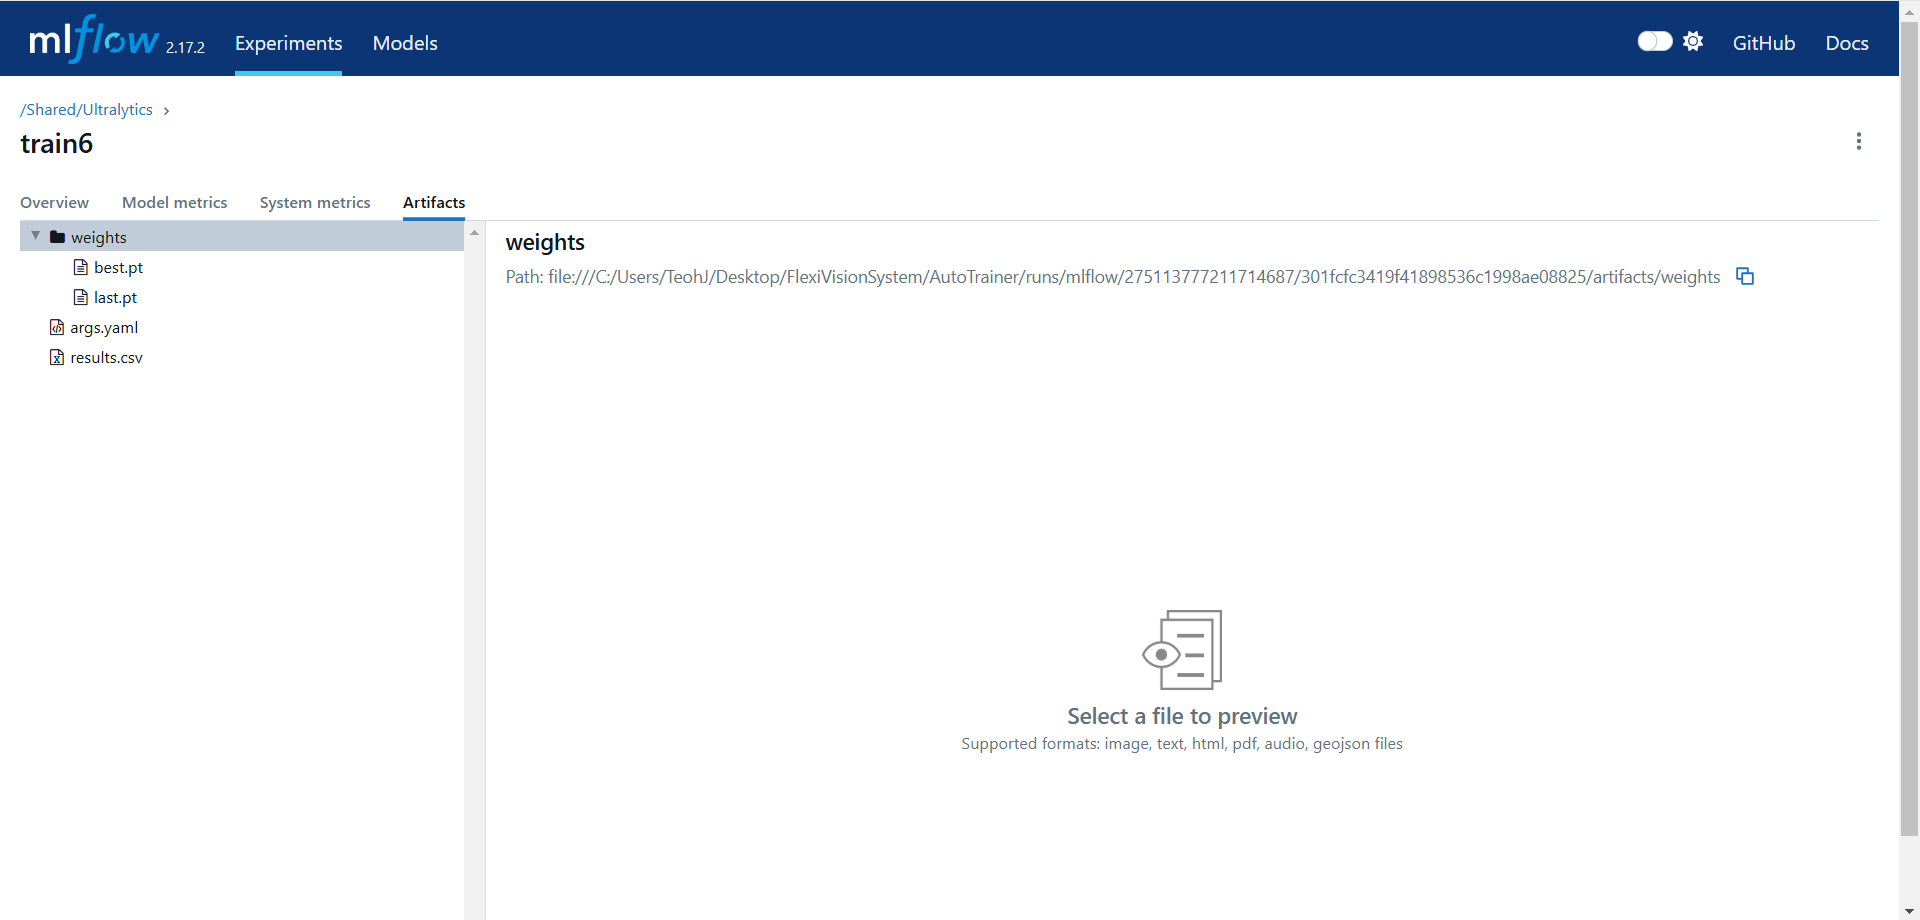 mlflow 2.17.2 Experiments Models GitHub Docs
/Shared/Ultralytics
train6
Overview Model metrics System metrics Artifacts
weights
best.pt
last.pt
args.yaml
results.csv
weights
Path: file:///C:/Users/TeohJ/Desktop/FlexiVisionSystem/AutoTrainer/runs/mlflow/275113777211714687/301fcfc3419f41898536c1998ae08825/artifacts/weights
Select a file to preview
Supported formats: image, text, html, pdf, audio, geojson files